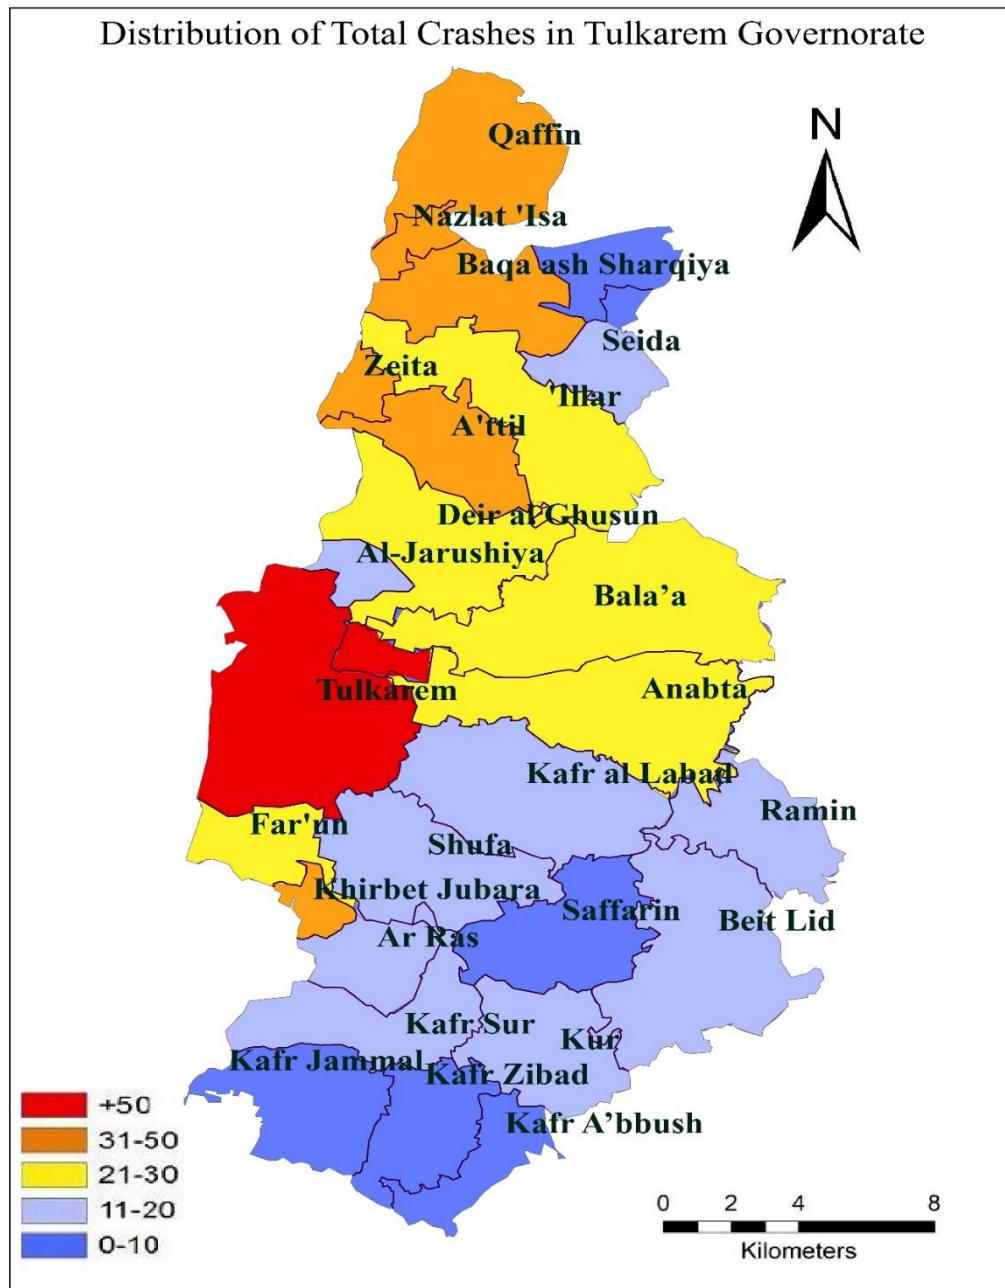 Distribution of Total Crashes in Tulkarem Governorate
N
Qaffin
Nazlat 'Isa
Baqa ash Sharqiya
Seida
Zeita
'Illar
A'ttil
Deir al Ghusun
Al-Jarushiya
Bala’a
Tulkarem
Anabta
Kafr al Labad
Ramin
Far'un
Shufa
Khirbet Jubara
Saffarin
Beit Lid
Ar Ras
Kafr Sur
Kur
Kafr Jammal
Kafr Zibad
Kafr A’bbush
+50
31-50
21-30
11-20
0-10
0 2 4 8
Kilometers